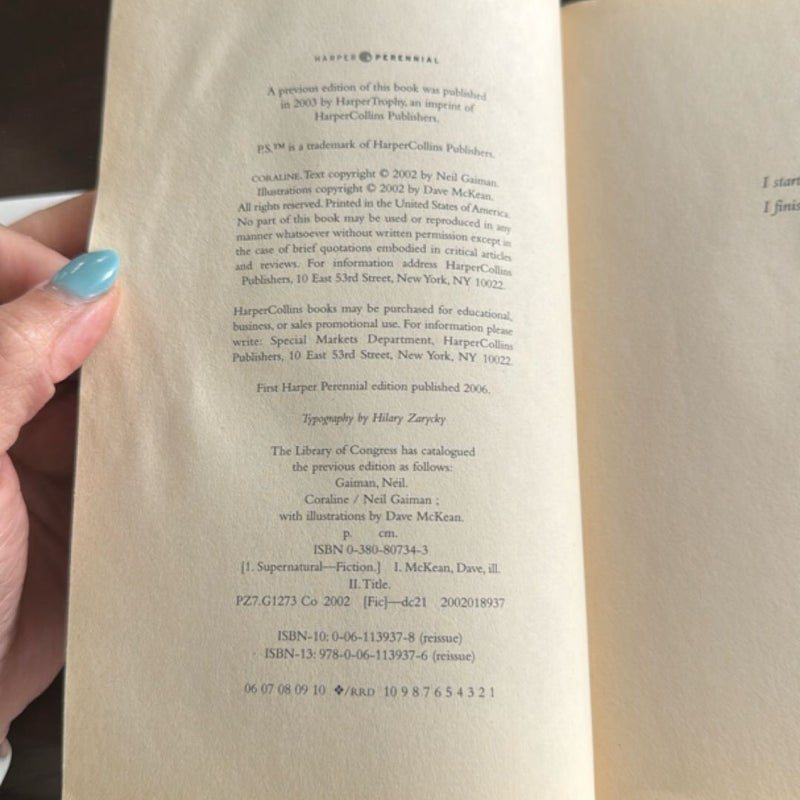 HARPER PERENNIAL
A previous edition of this book was published
in 2003 by HarperTrophy, an imprint of
HarperCollins Publishers.
P.S.™ is a trademark of HarperCollins Publishers.
CORALINE. Text copyright © 2002 by Neil Gaiman.
Illustrations copyright © 2002 by Dave McKean.
All rights reserved. Printed in the United States of America.
No part of this book may be used or reproduced in any
manner whatsoever without written permission except in
the case of brief quotations embodied in critical articles
and reviews. For information address HarperCollins
Publishers, 10 East 53rd Street, New York, NY 10022.
HarperCollins books may be purchased for educational,
business, or sales promotional use. For information please
write: Special Markets Department, HarperCollins
Publishers, 10 East 53rd Street, New York, NY 10022.
First Harper Perennial edition published 2006.
Typography by Hilary Zarycky
The Library of Congress has catalogued
the previous edition as follows:
Gaiman, Neil.
Coraline / Neil Gaiman ;
with illustrations by Dave McKean.
p. cm.
ISBN 0-380-80734-3
[1. Supernatural—Fiction.] I. McKean, Dave, ill.
II. Title.
PZ7.G1273 Co 2002 [Fic]—dc21 2002018937
ISBN-10: 0-06-113937-8 (reissue)
ISBN-13: 978-0-06-113937-6 (reissue)
06 07 08 09 10 ❖/RRD 10 9 8 7 6 5 4 3 2 1
I start
I finis